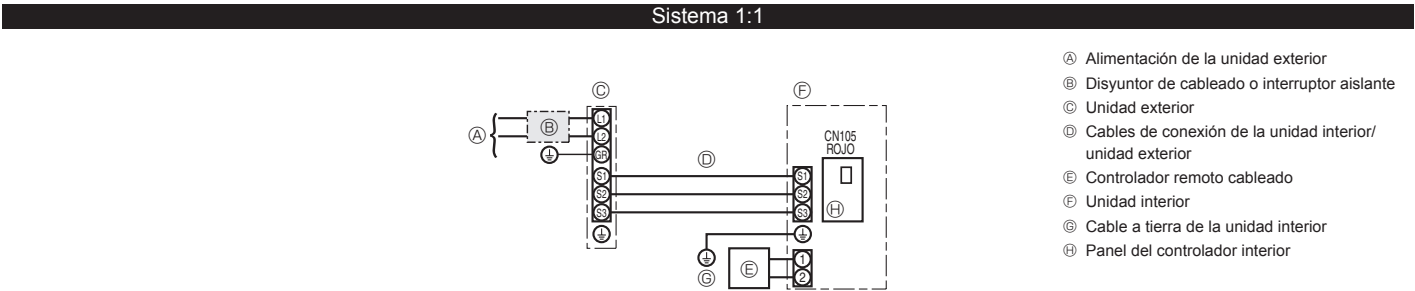 Sistema 1:1
Ⓐ
Ⓑ
Ⓒ
L1
L2
GR
S1
S2
S3
Ⓓ
Ⓕ
CN105
ROJO
S1
S2
S3
Ⓗ
Ⓖ
Ⓔ
1
2
Ⓐ Alimentación de la unidad exterior
Ⓑ Disyuntor de cableado o interruptor aislante
Ⓒ Unidad exterior
Ⓓ Cables de conexión de la unidad interior/
unidad exterior
Ⓔ Controlador remoto cableado
Ⓕ Unidad interior
Ⓖ Cable a tierra de la unidad interior
Ⓗ Panel del controlador interior